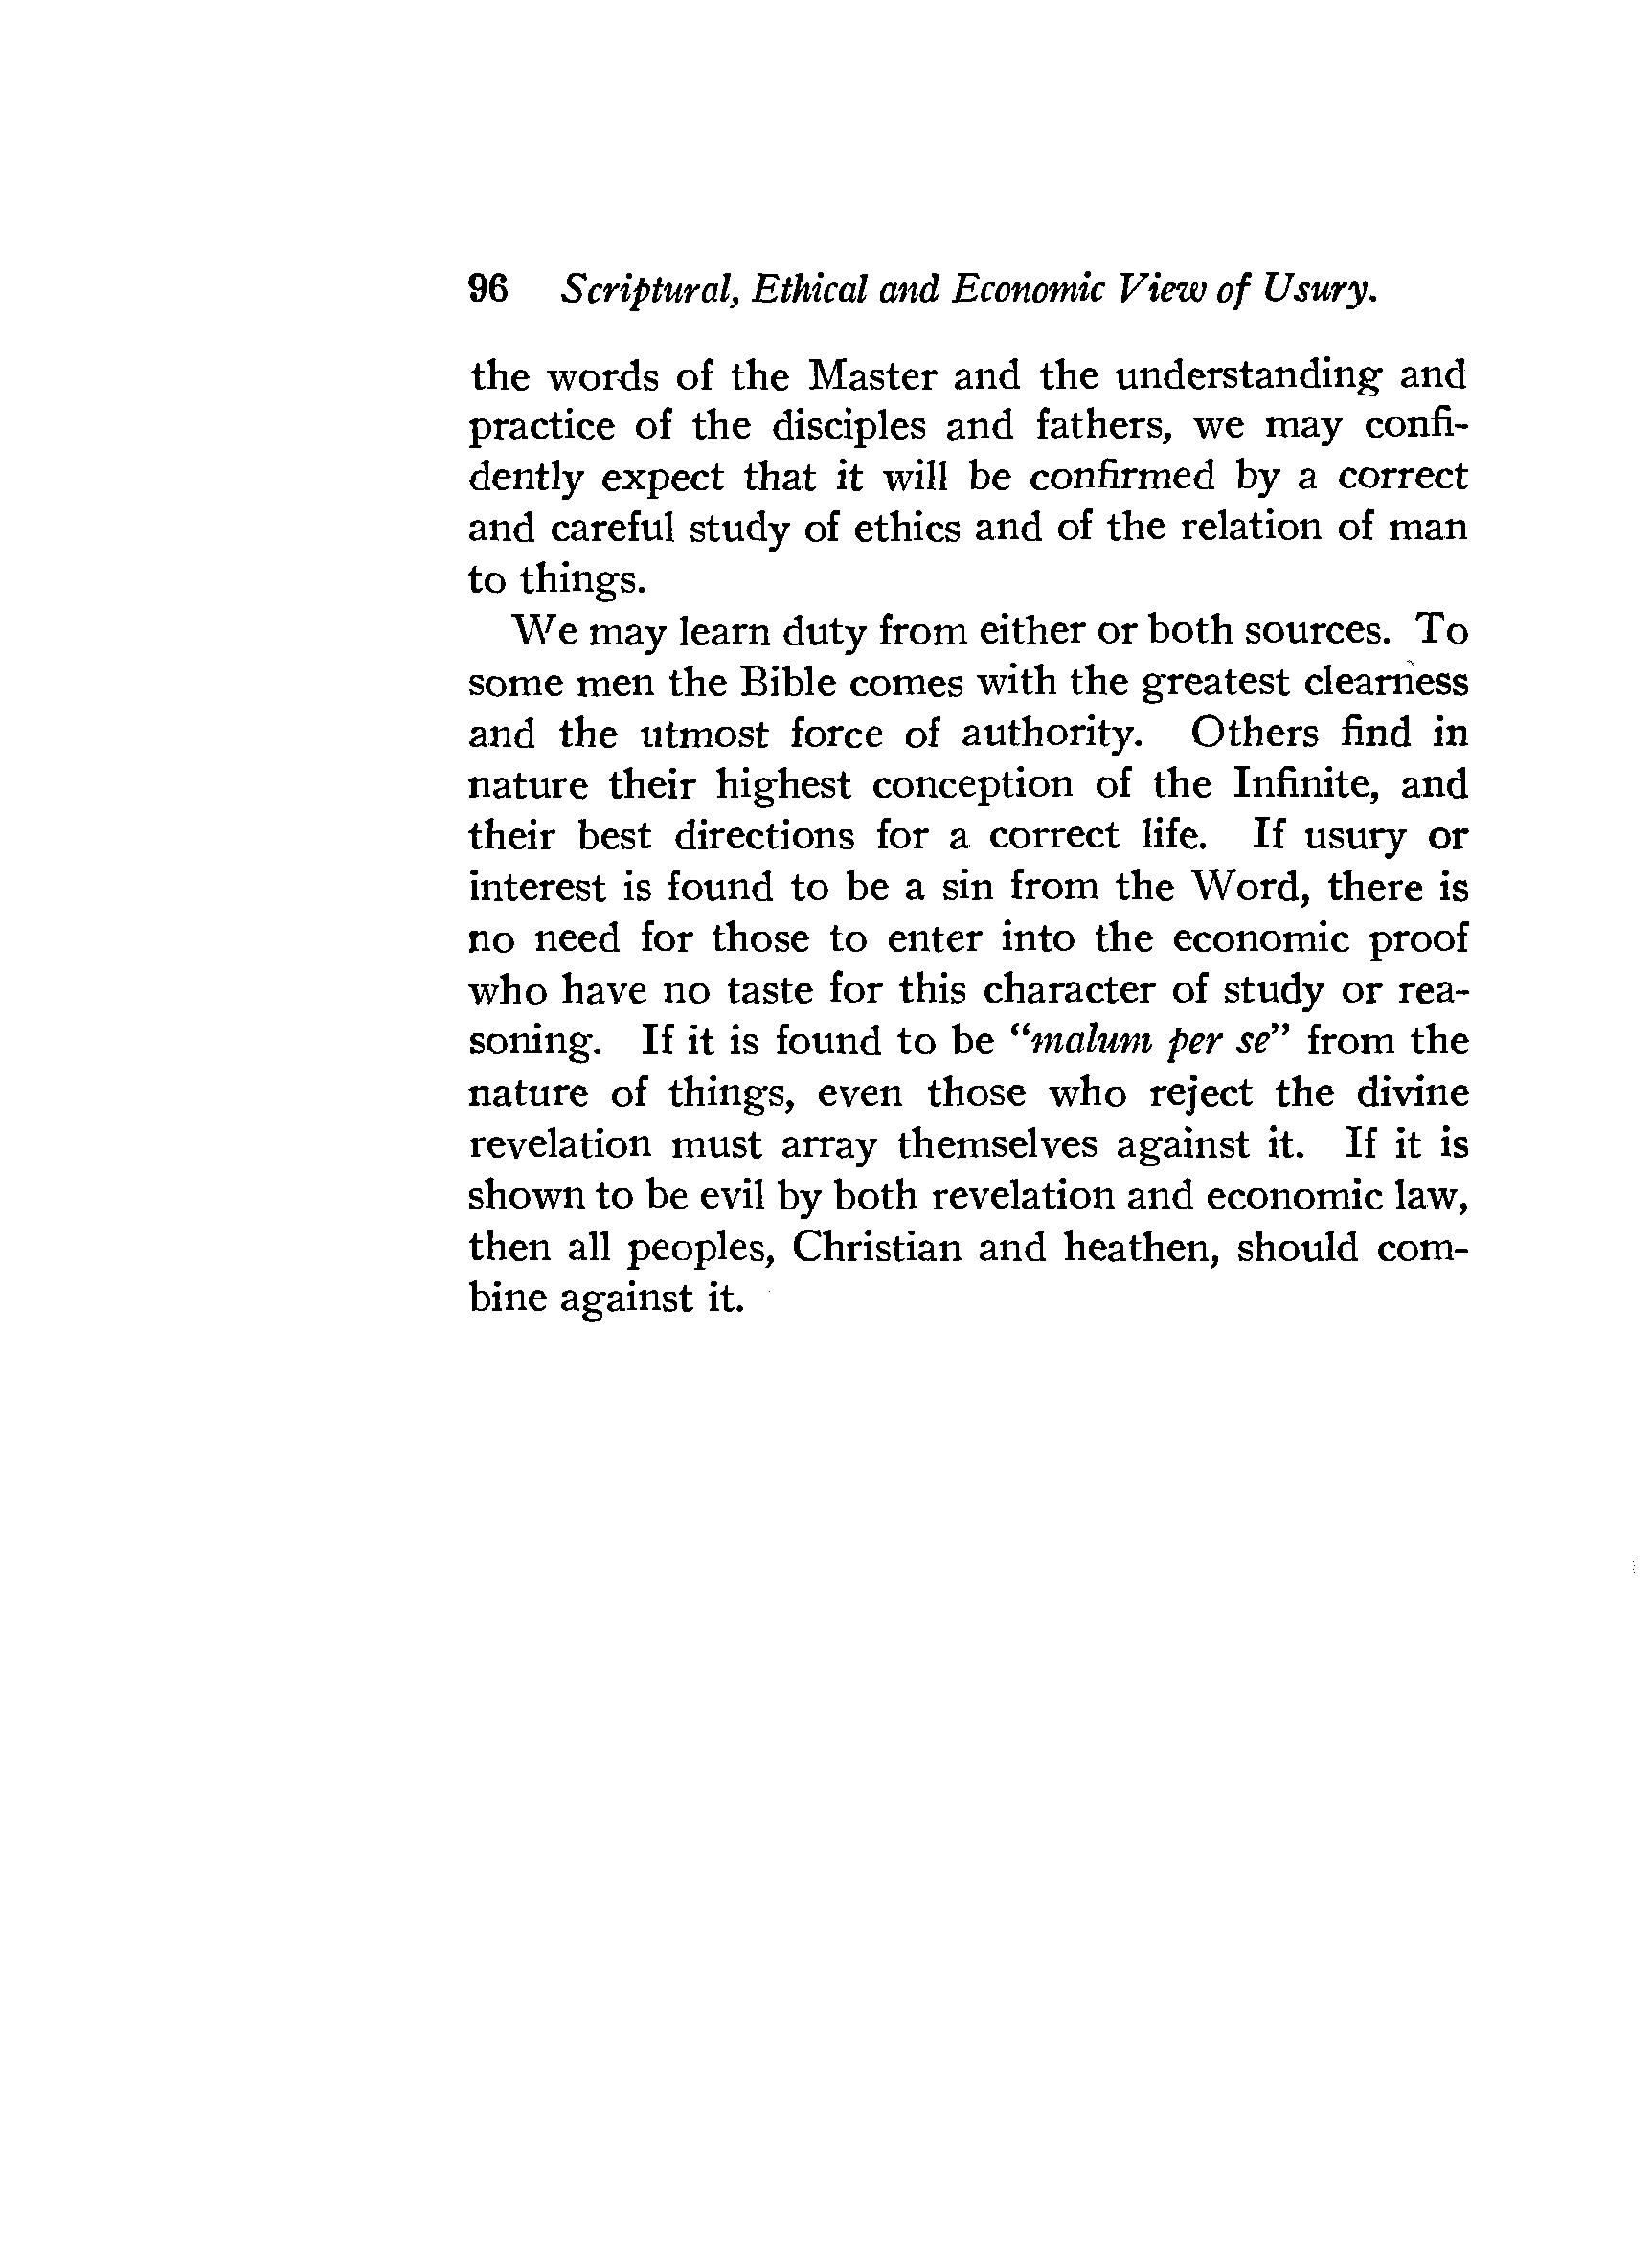 96 Scriptural, Ethical and Economic View of Usury.
the words of the Master and the understanding and
practice of the disciples and fathers, we may confi-
dently expect that it will be confirmed by a correct
and careful study of ethics and of the relation of man
to things.
We may learn duty from either or both sources. To
some men the Bible comes with the greatest clearness
and the utmost force of authority. Others find in
nature their highest conception of the Infinite, and
their best directions for a correct life. If usury or
interest is found to be a sin from the Word, there is
no need for those to enter into the economic proof
who have no taste for this character of study or rea-
soning. If it is found to be “malum per se” from the
nature of things, even those who reject the divine
revelation must array themselves against it. If it is
shown to be evil by both revelation and economic law,
then all peoples, Christian and heathen, should com-
bine against it.